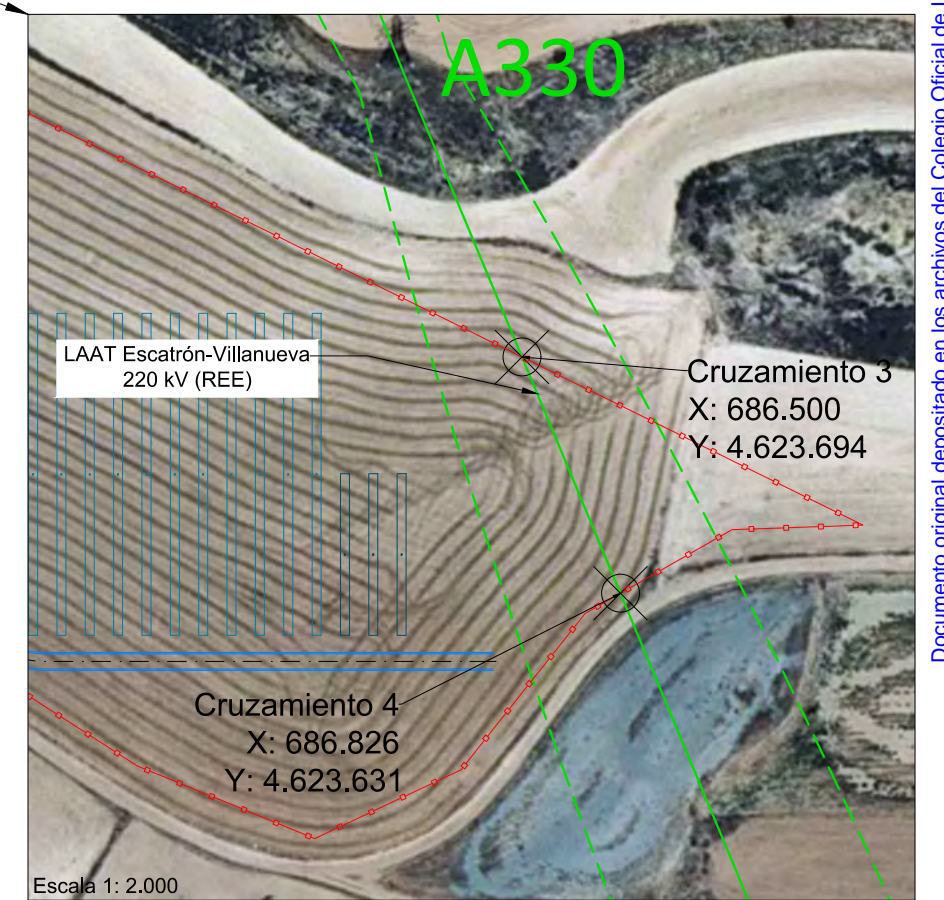 A330
LAAT Escatrón-Villanueva
220 kV (REE)
Cruzamiento 3
X: 686.500
Y: 4.623.694
Cruzamiento 4
X: 686.826
Y: 4.623.631
Escala 1: 2.000
Documento original depositado en los archivos del Colegio Oficial de